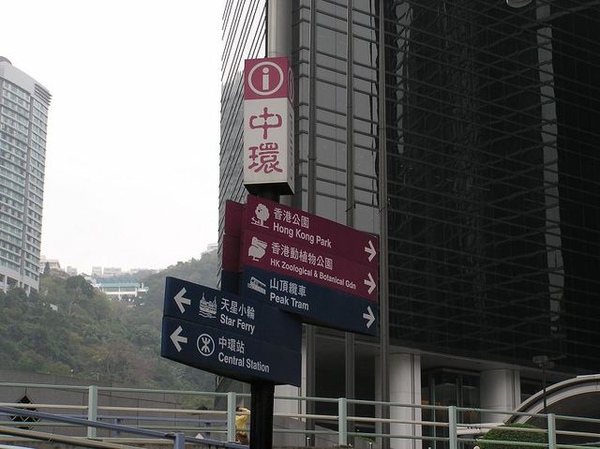 i
中
環
香港公園
Hong Kong Park
香港動植物公園
HK Zoological & Botanical Gdn
山頂纜車
Peak Tram
天星小輪
Star Ferry
中環站
Central Station